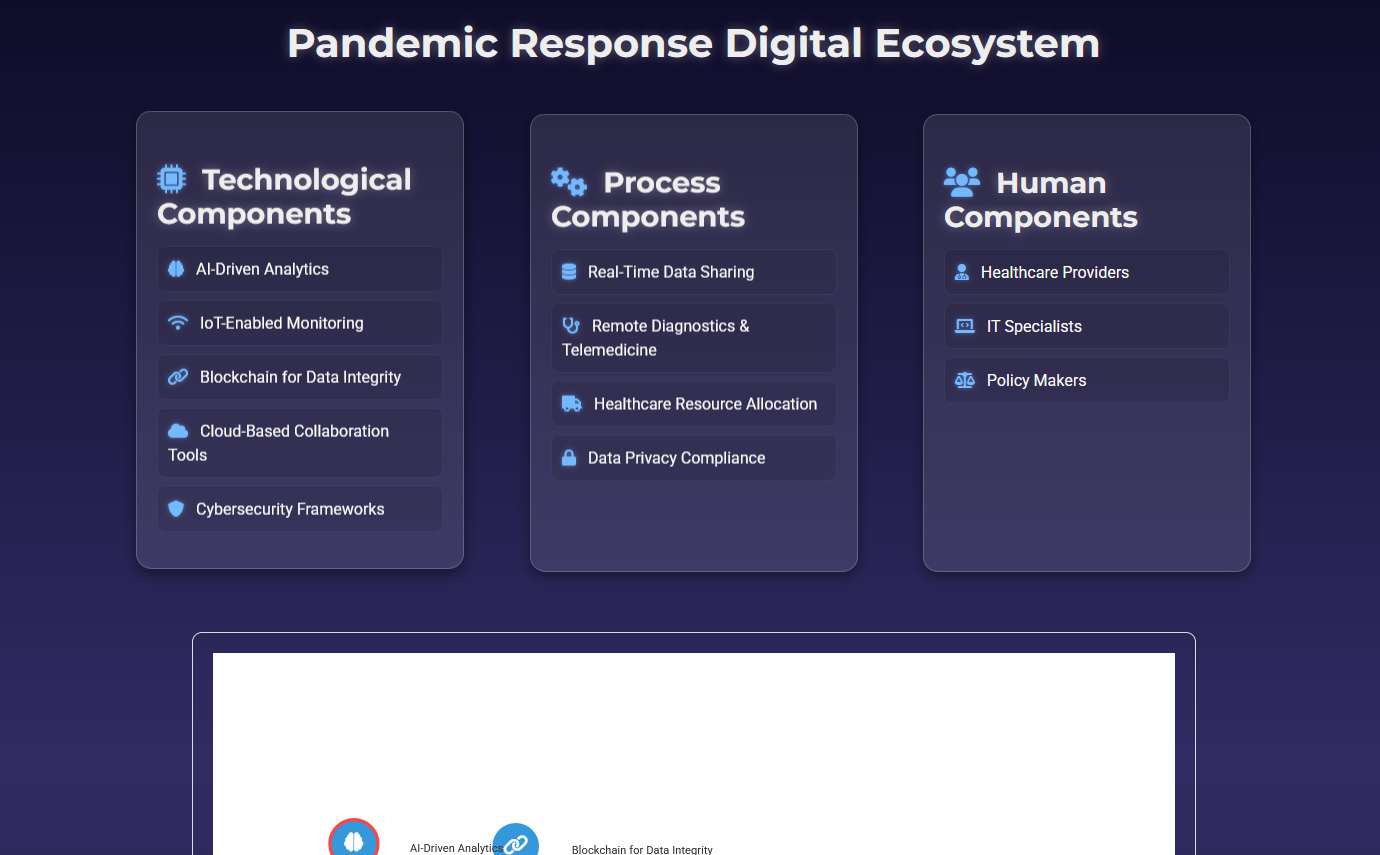 Pandemic Response Digital Ecosystem
Technological
Components
AI-Driven Analytics
IoT-Enabled Monitoring
Blockchain for Data Integrity
Cloud-Based Collaboration
Tools
Cybersecurity Frameworks
Process
Components
Real-Time Data Sharing
Remote Diagnostics &
Telemedicine
Healthcare Resource Allocation
Data Privacy Compliance
Human
Components
Healthcare Providers
IT Specialists
Policy Makers
AI-Driven Analytics
Blockchain for Data Integrity